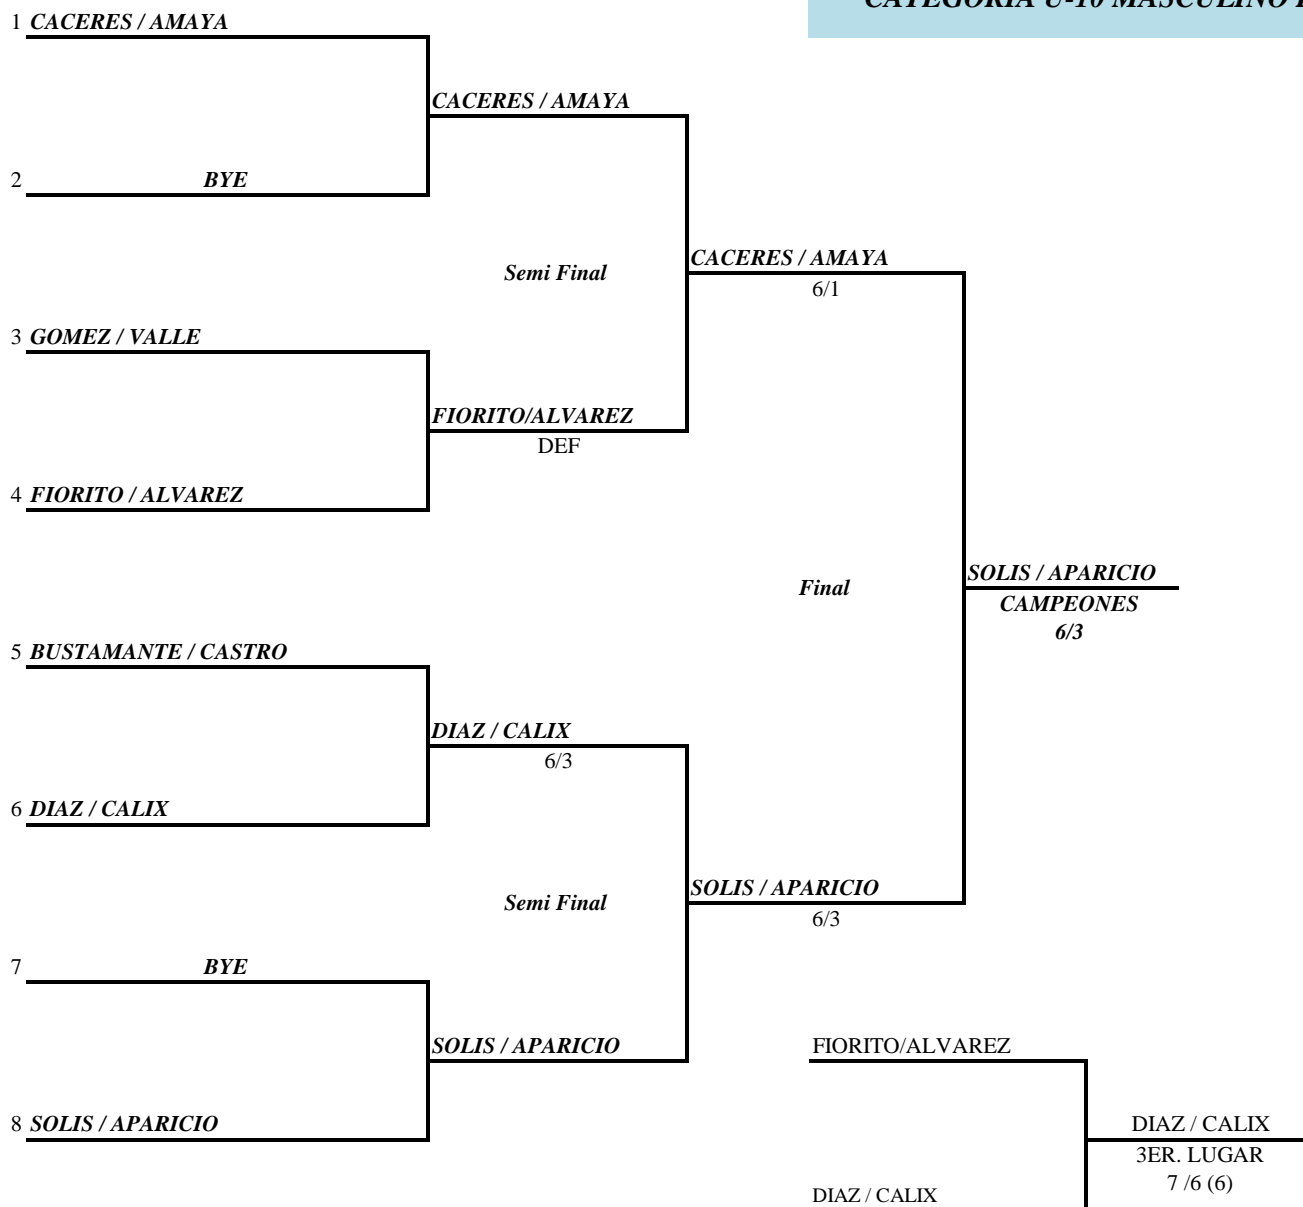 CATEGORIA U-10 MASCULINO
1 CACERES / AMAYA
CACERES / AMAYA
2 BYE
Semi Final
CACERES / AMAYA
6/1
3 GOMEZ / VALLE
FIORITO/ALVAREZ
DEF
4 FIORITO / ALVAREZ
Final
SOLIS / APARICIO
CAMPEONES
6/3
5 BUSTAMANTE / CASTRO
DIAZ / CALIX
6/3
6 DIAZ / CALIX
Semi Final
SOLIS / APARICIO
6/3
7 BYE
SOLIS / APARICIO
FIORITO/ALVAREZ
8 SOLIS / APARICIO
DIAZ / CALIX
3ER. LUGAR
7 /6 (6)
DIAZ / CALIX